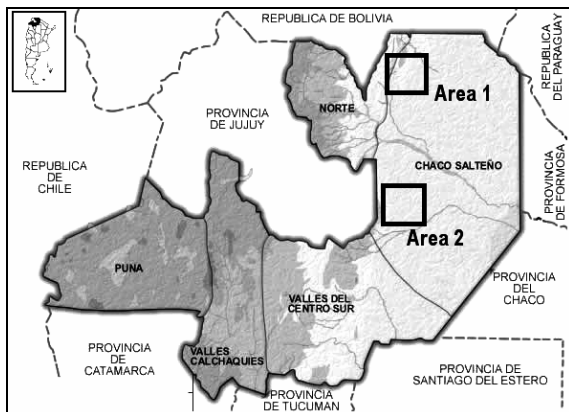 REPUBLICA DE BOLIVIA
REPUBLICA
DEL PARAGUAY
Area 1
NORTE
PROVINCIA
DE JUJUY
CHACO SALTEÑO
REPUBLICA
DE CHILE
PROVINCIA
DE FORMOSA
Area 2
PUNA
PROVINCIA
DEL
CHACO
VALLES DEL
CENTRO SUR
VALLES
CALCHAQUIES
PROVINCIA
DE
CATAMARCA
PROVINCIA DE
SANTIAGO DEL ESTERO
PROVINCIA
DE TUCUMAN